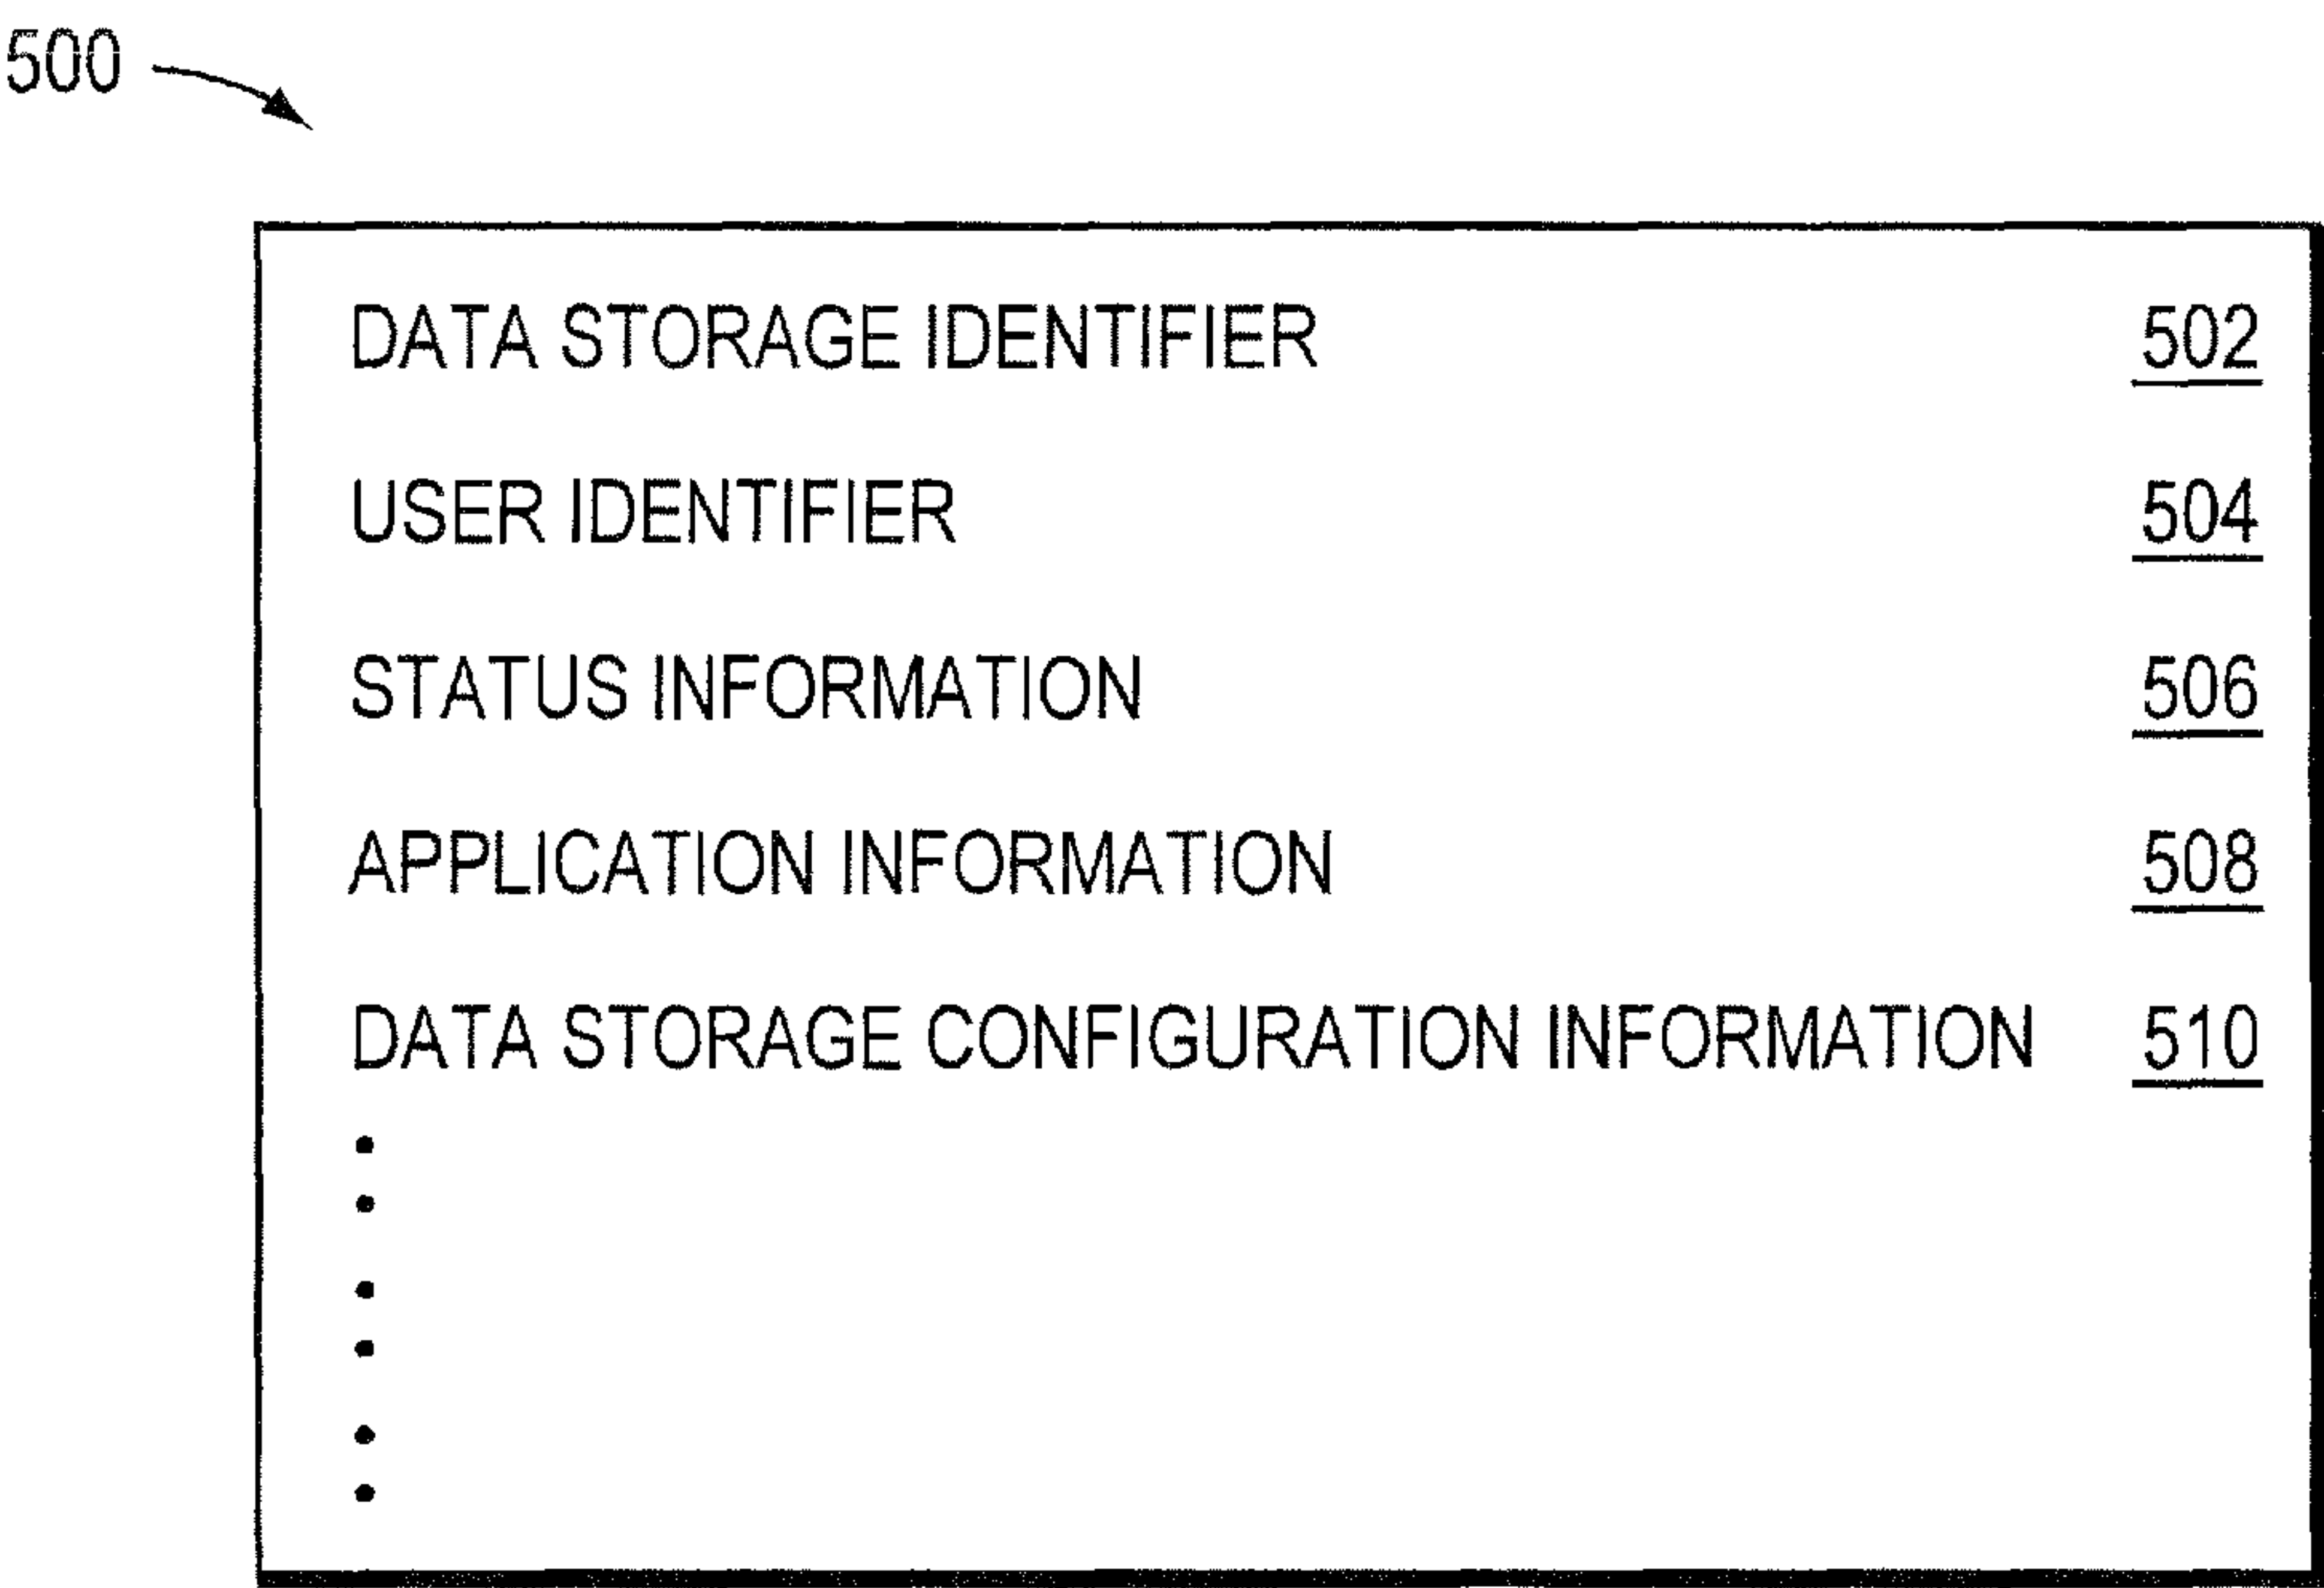 500
DATA STORAGE IDENTIFIER 502
USER IDENTIFIER 504
STATUS INFORMATION 506
APPLICATION INFORMATION 508
DATA STORAGE CONFIGURATION INFORMATION 510